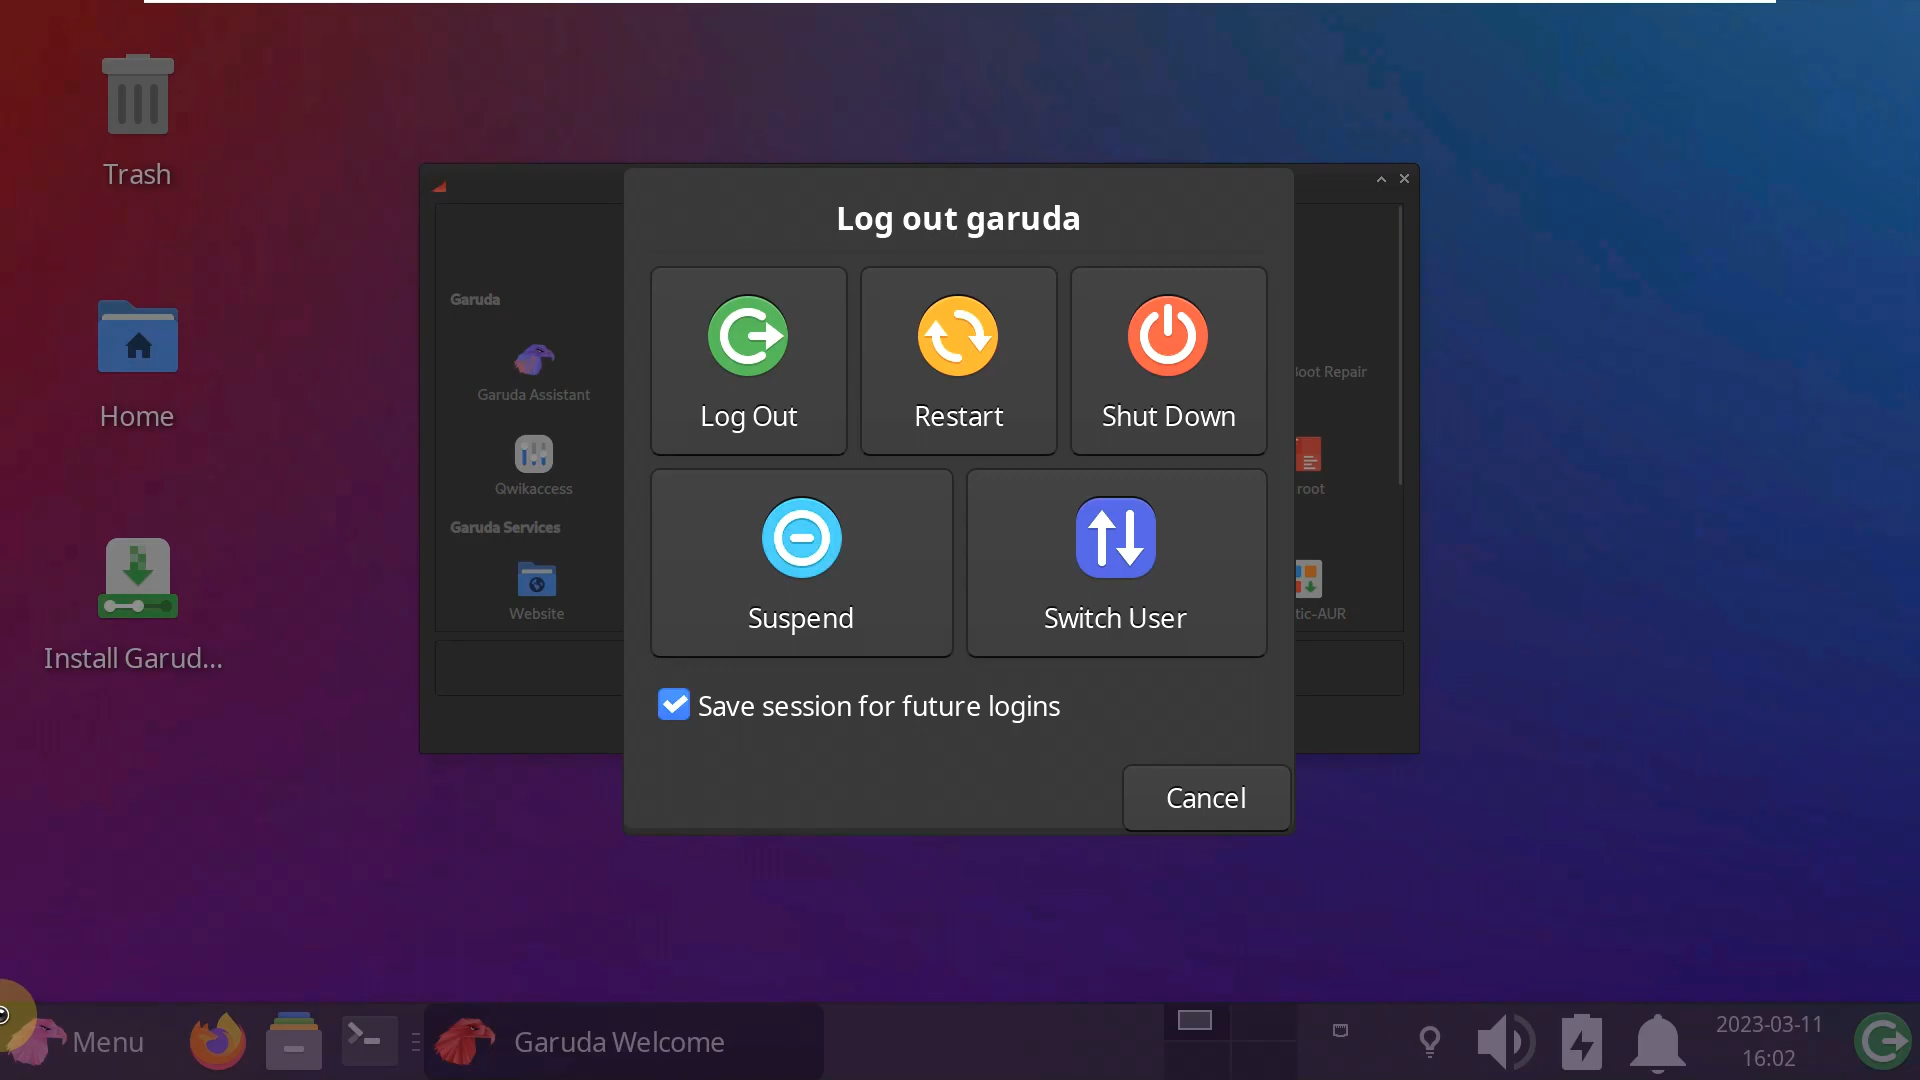 Trash
Home
Install Garud...
Log out garuda
Log Out
Restart
Shut Down
Suspend
Switch User
Save session for future logins
Cancel
Garuda
Garuda Assistant
Boot Repair
Qwikaccess
root
Garuda Services
Website
tic-AUR
Menu
Garuda Welcome
2023-03-11
16:02